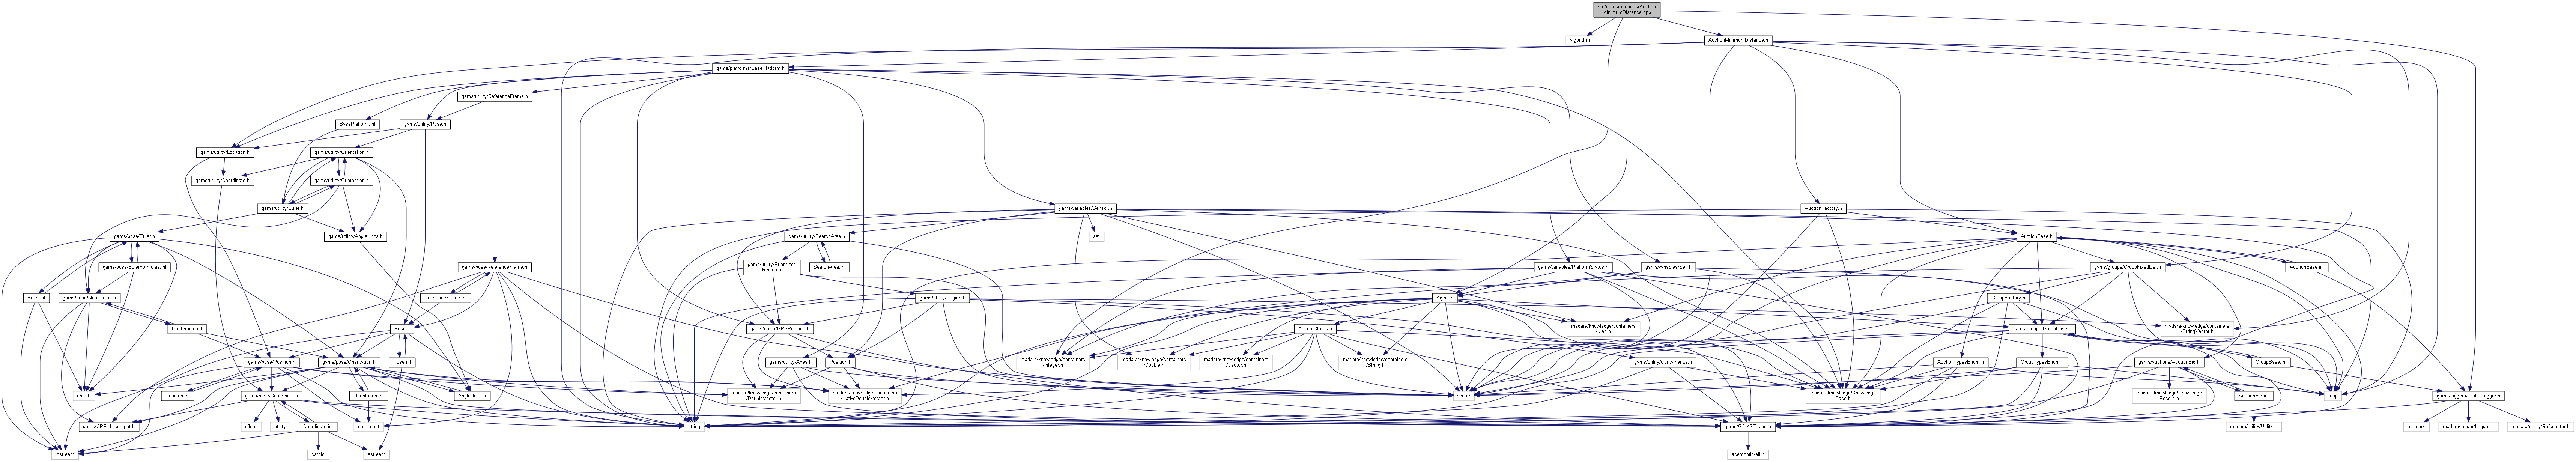 src/gams/auctions/Auction
MinimumDistance.cpp
algorithm
AuctionMinimumDistance.h
gams/platforms/BasePlatform.h
gams/utility/ReferenceFrame.h
BasePlatform.inl
gams/utility/Pose.h
gams/utility/Location.h
gams/utility/Orientation.h
gams/utility/Coordinate.h
gams/utility/Quaternion.h
gams/utility/Euler.h
gams/variables/Sensor.h
AuctionFactory.h
gams/pose/Euler.h
gams/utility/AngleUnits.h
set
gams/utility/SearchArea.h
AuctionBase.h
gams/pose/EulerFormulas.inl
gams/pose/ReferenceFrame.h
gams/utility/Prioritized
Region.h
SearchArea.inl
gams/variables/PlatformStatus.h
gams/variables/Self.h
gams/groups/GroupFixedList.h
AuctionBase.inl
Euler.inl
gams/pose/Quaternion.h
ReferenceFrame.inl
gams/utility/Region.h
Agent.h
GroupFactory.h
Quaternion.inl
Pose.h
gams/utility/GPSPosition.h
AccentStatus.h
madara/knowledge/containers
/Map.h
gams/groups/GroupBase.h
madara/knowledge/containers
/StringVector.h
gams/pose/Position.h
gams/pose/Orientation.h
Pose.inl
gams/utility/Axes.h
Position.h
madara/knowledge/containers
/Integer.h
madara/knowledge/containers
/Double.h
madara/knowledge/containers
/Vector.h
madara/knowledge/containers
/String.h
gams/utility/Containerize.h
AuctionTypesEnum.h
GroupTypesEnum.h
gams/auctions/AuctionBid.h
GroupBase.inl
cmath
Position.inl
gams/pose/Coordinate.h
Orientation.inl
AngleUnits.h
madara/knowledge/containers
/DoubleVector.h
madara/knowledge/containers
/NativeDoubleVector.h
vector
madara/knowledge/Knowledge
Base.h
madara/knowledge/Knowledge
Record.h
AuctionBid.inl
map
gams/loggers/GlobalLogger.h
gams/CPP11_compat.h
cfloat
utility
Coordinate.inl
stdexcept
string
gams/GAMSExport.h
madara/utility/Utility.h
memory
madara/logger/Logger.h
madara/utility/Refcounter.h
iostream
cstdio
sstream
ace/config-all.h